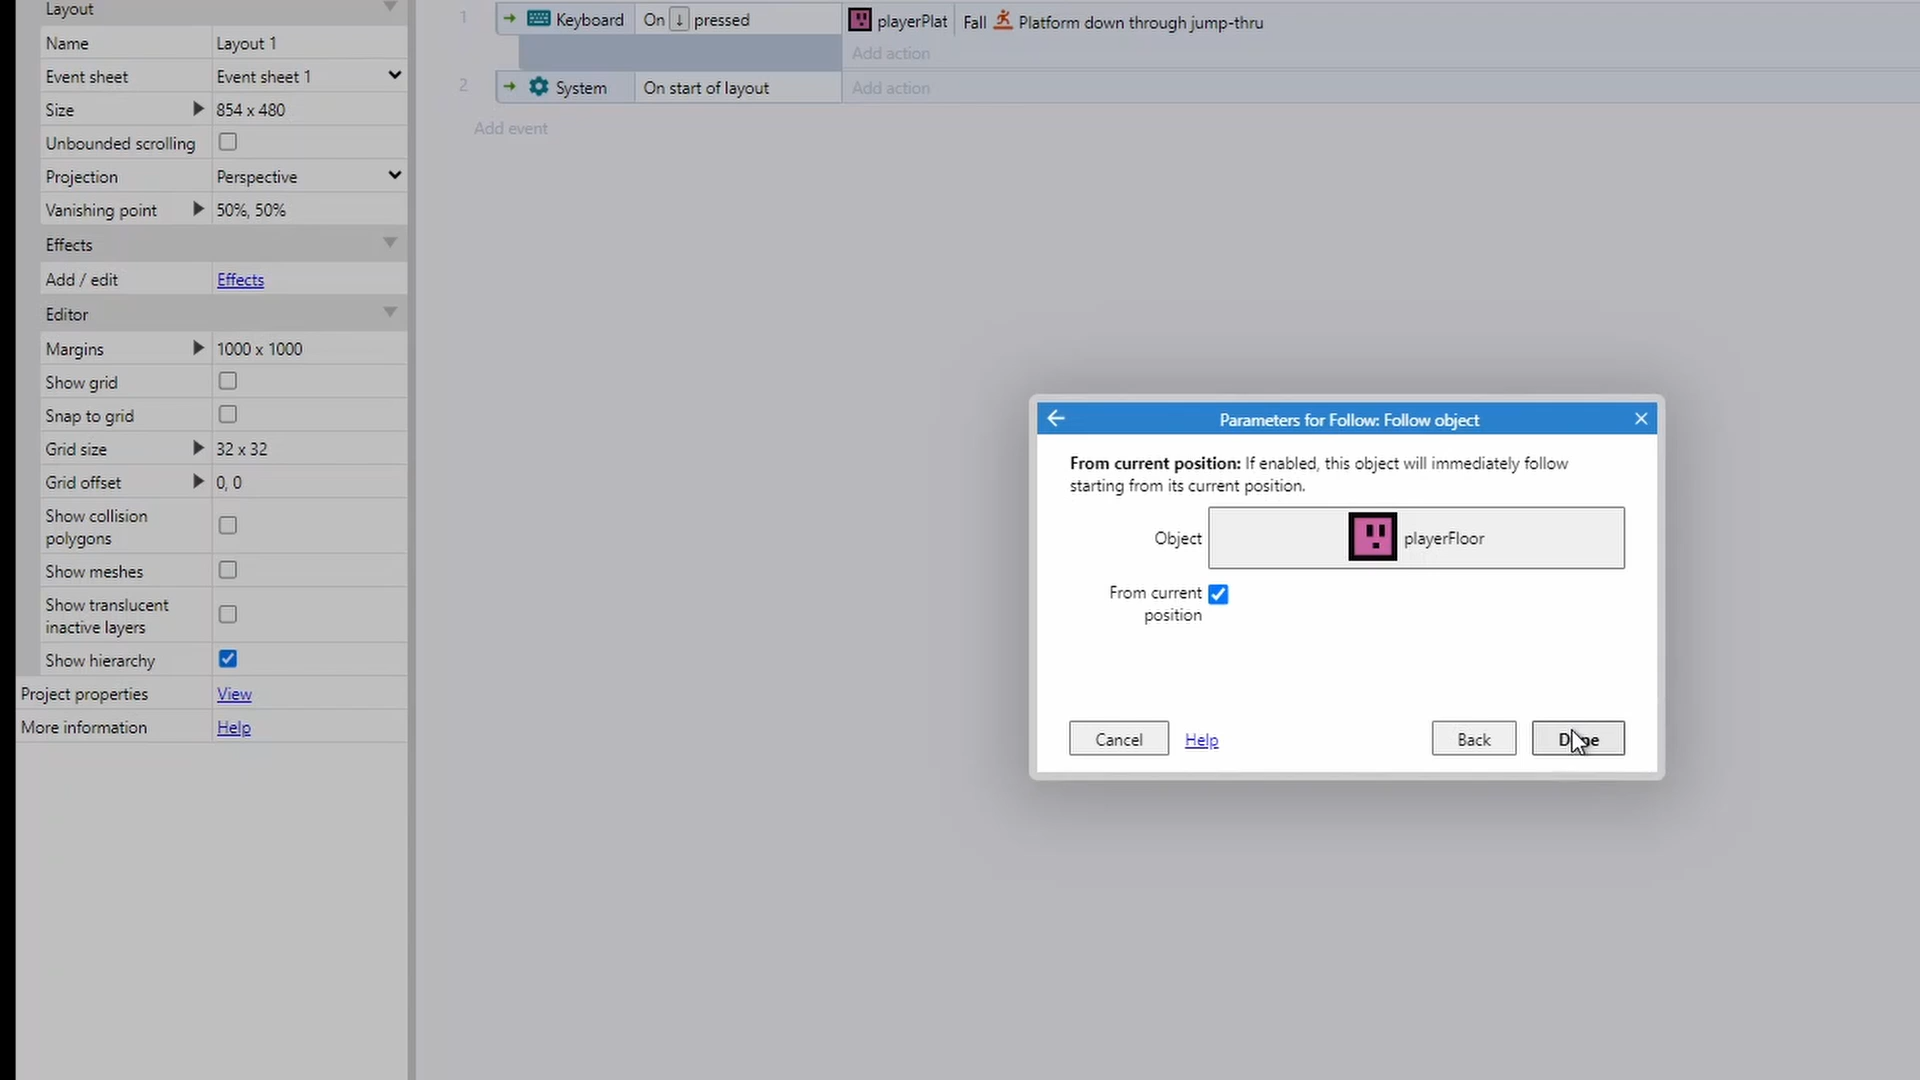 Layout
Name Layout 1
Event sheet Event sheet 1
Size 854 x 480
Unbounded scrolling
Projection Perspective
Vanishing point 50%, 50%
Effects
Add / edit Effects
Editor
Margins 1000 x 1000
Show grid
Snap to grid
Grid size 32 x 32
Grid offset 0, 0
Show collision
polygons
Show meshes
Show translucent
inactive layers
Show hierarchy
Project properties View
More information Help
1 Keyboard On ↓ pressed playerPlat Fall Platform down through jump-thru
Add action
2 System On start of layout Add action
Add event
Parameters for Follow: Follow object
From current position: If enabled, this object will immediately follow
starting from its current position.
Object playerFloor
From current
position
Cancel Help Back